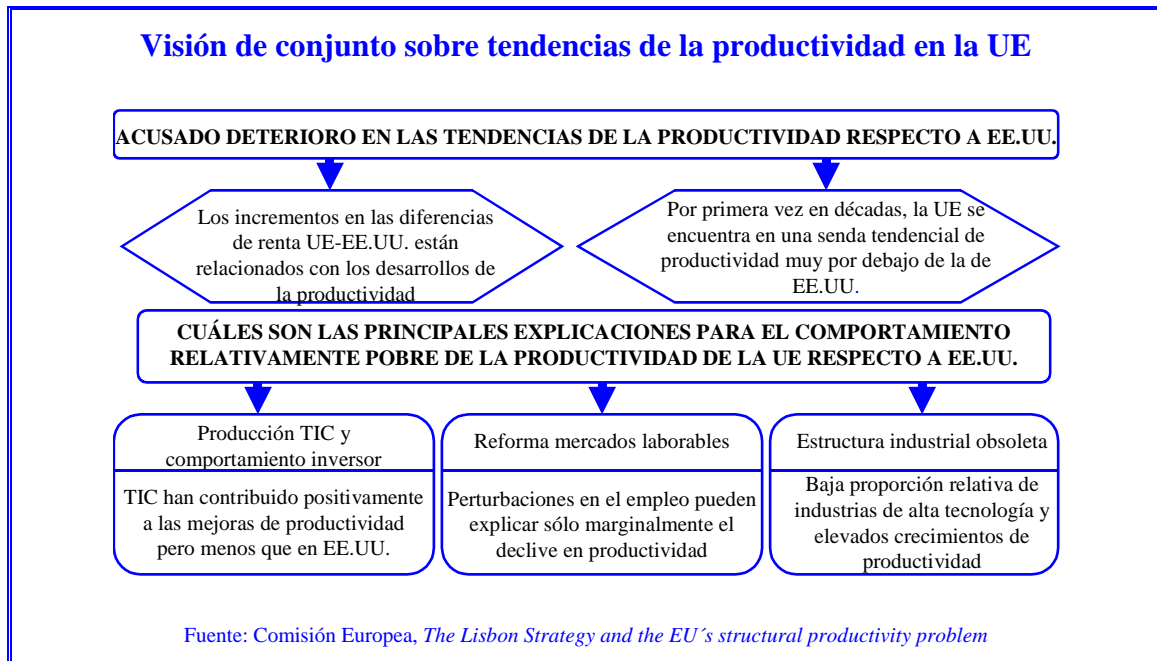 Visión de conjunto sobre tendencias de la productividad en la UE
ACUSADO DETERIORO EN LAS TENDENCIAS DE LA PRODUCTIVIDAD RESPECTO A EE.UU.
Los incrementos en las diferencias
de renta UE-EE.UU. están
relacionados con los desarrollos de
la productividad
Por primera vez en décadas, la UE se
encuentra en una senda tendencial de
productividad muy por debajo de la de
EE.UU.
CUÁLES SON LAS PRINCIPALES EXPLICACIONES PARA EL COMPORTAMIENTO
RELATIVAMENTE POBRE DE LA PRODUCTIVIDAD DE LA UE RESPECTO A EE.UU.
Producción TIC y
comportamiento inversor
TIC han contribuido positivamente
a las mejoras de productividad
pero menos que en EE.UU.
Reforma mercados laborables
Perturbaciones en el empleo pueden
explicar sólo marginalmente el
declive en productividad
Estructura industrial obsoleta
Baja proporción relativa de
industrias de alta tecnología y
elevados crecimientos de
productividad
Fuente: Comisión Europea, The Lisbon Strategy and the EU´s structural productivity problem